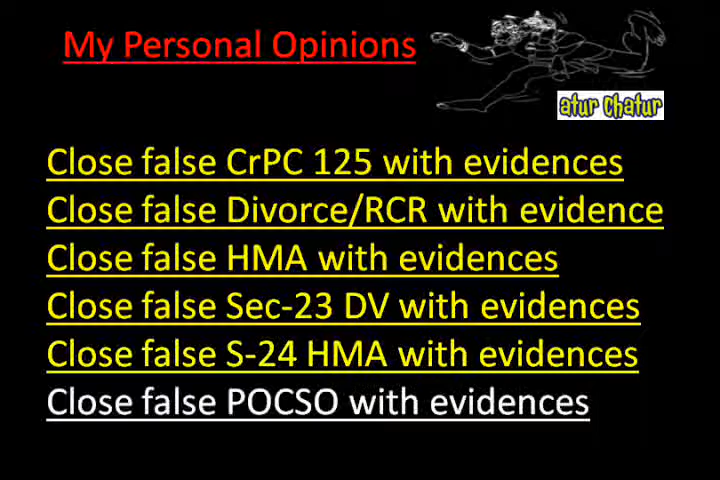 My Personal Opinions
atur chatur
Close false CrPC 125 with evidences
Close false Divorce/RCR with evidence
Close false HMA with evidences
Close false Sec-23 DV with evidences
Close false S-24 HMA with evidences
Close false POCSO with evidences